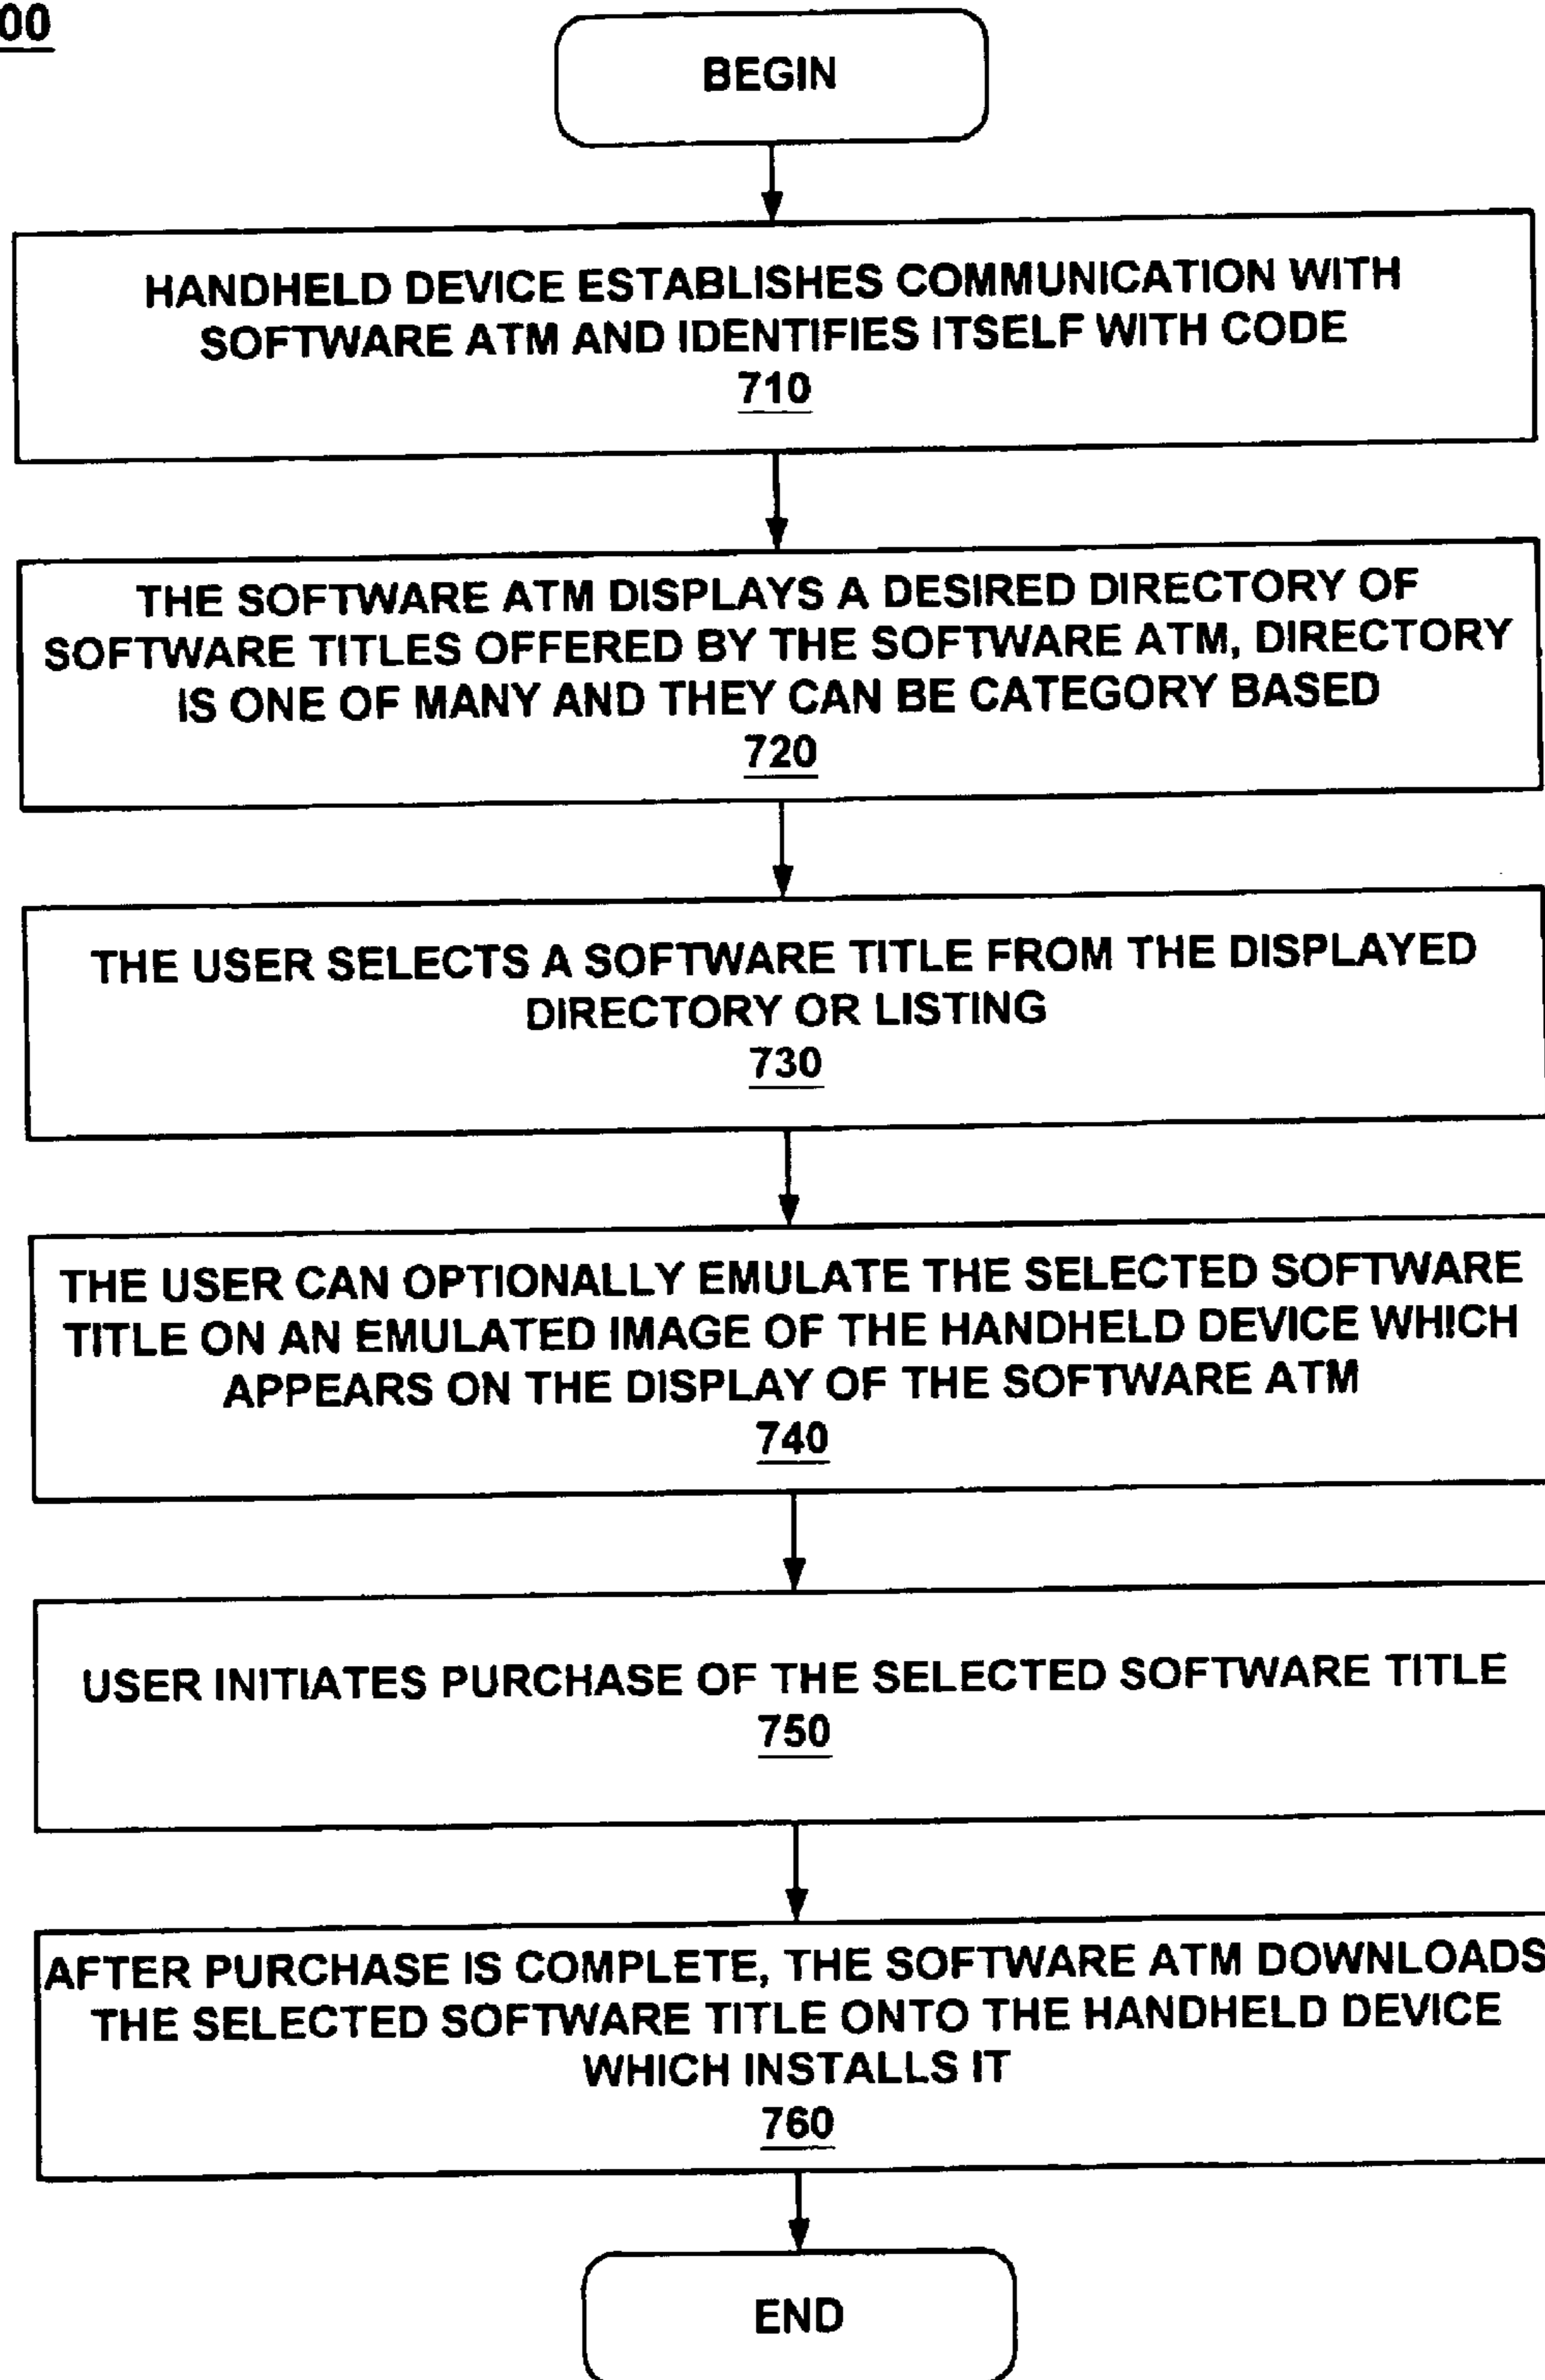 00
BEGIN
HANDHELD DEVICE ESTABLISHES COMMUNICATION WITH
SOFTWARE ATM AND IDENTIFIES ITSELF WITH CODE
710
THE SOFTWARE ATM DISPLAYS A DESIRED DIRECTORY OF
SOFTWARE TITLES OFFERED BY THE SOFTWARE ATM, DIRECTORY
IS ONE OF MANY AND THEY CAN BE CATEGORY BASED
720
THE USER SELECTS A SOFTWARE TITLE FROM THE DISPLAYED
DIRECTORY OR LISTING
730
THE USER CAN OPTIONALLY EMULATE THE SELECTED SOFTWARE
TITLE ON AN EMULATED IMAGE OF THE HANDHELD DEVICE WHICH
APPEARS ON THE DISPLAY OF THE SOFTWARE ATM
740
USER INITIATES PURCHASE OF THE SELECTED SOFTWARE TITLE
750
AFTER PURCHASE IS COMPLETE, THE SOFTWARE ATM DOWNLOADS
THE SELECTED SOFTWARE TITLE ONTO THE HANDHELD DEVICE
WHICH INSTALLS IT
760
END